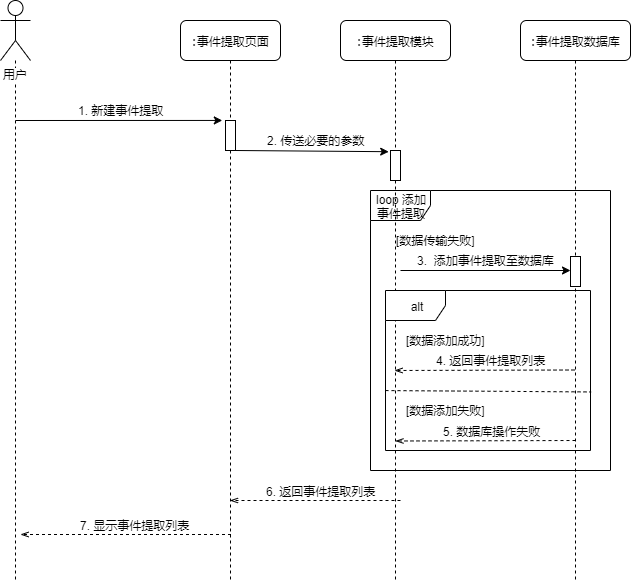 :事件提取页面
:事件提取模块
:事件提取数据库
用户
1. 新建事件提取
2. 传送必要的参数
loop 添加
事件提取
[数据传输失败]
3. 添加事件提取至数据库
alt
[数据添加成功]
4. 返回事件提取列表
[数据添加失败]
5. 数据库操作失败
6. 返回事件提取列表
7. 显示事件提取列表